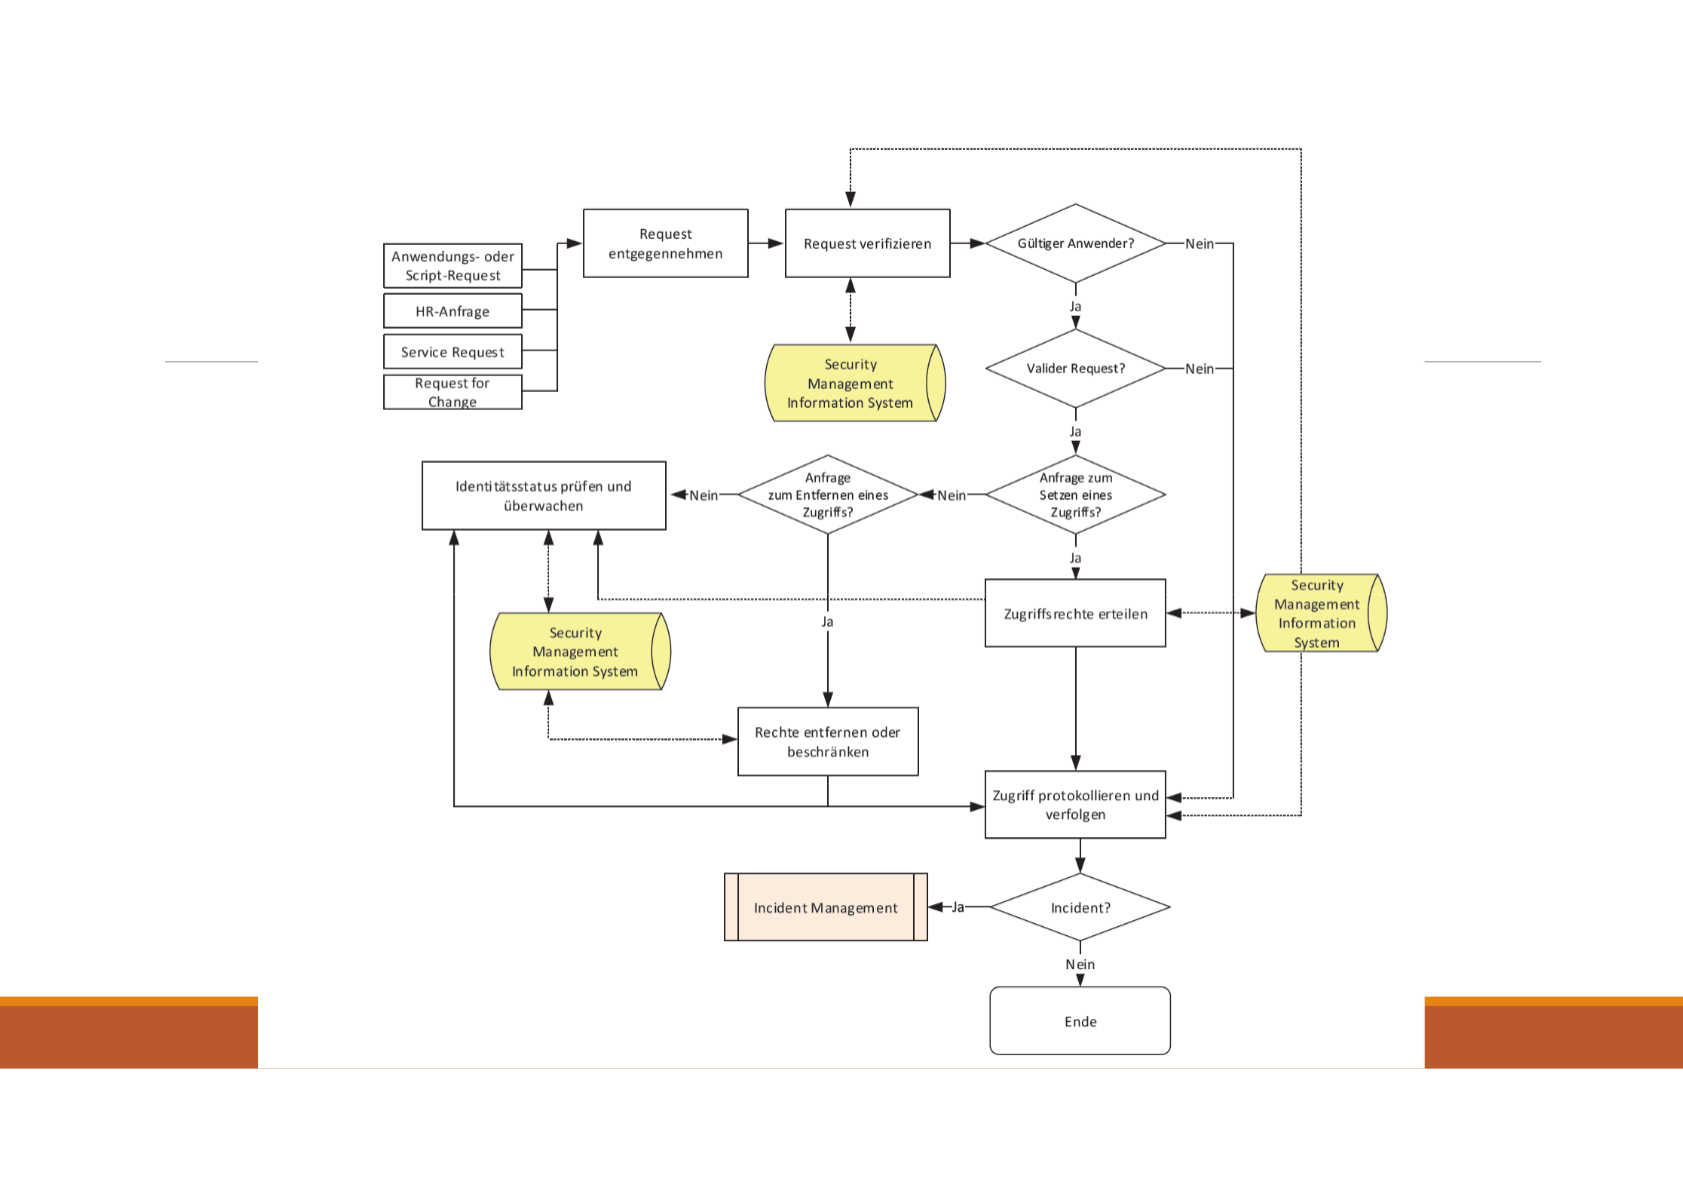 Request
entgegennehmen
Request verifizieren
Gültiger Anwender?
Nein
Anwendungs- oder
Script-Request
HR-Anfrage
Service Request
Request for
Change
Ja
Security
Management
Information System
Valider Request?
Nein
Ja
Identitätsstatus prüfen und
überwachen
Nein
Anfrage
zum Entfernen eines
Zugriffs?
Nein
Anfrage zum
Setzen eines
Zugriffs?
Ja
Security
Management
Information System
Ja
Zugriffsrechte erteilen
Security
Management
Information
System
Rechte entfernen oder
beschränken
Zugriff protokollieren und
verfolgen
Incident Management
Ja
Incident?
Nein
Ende